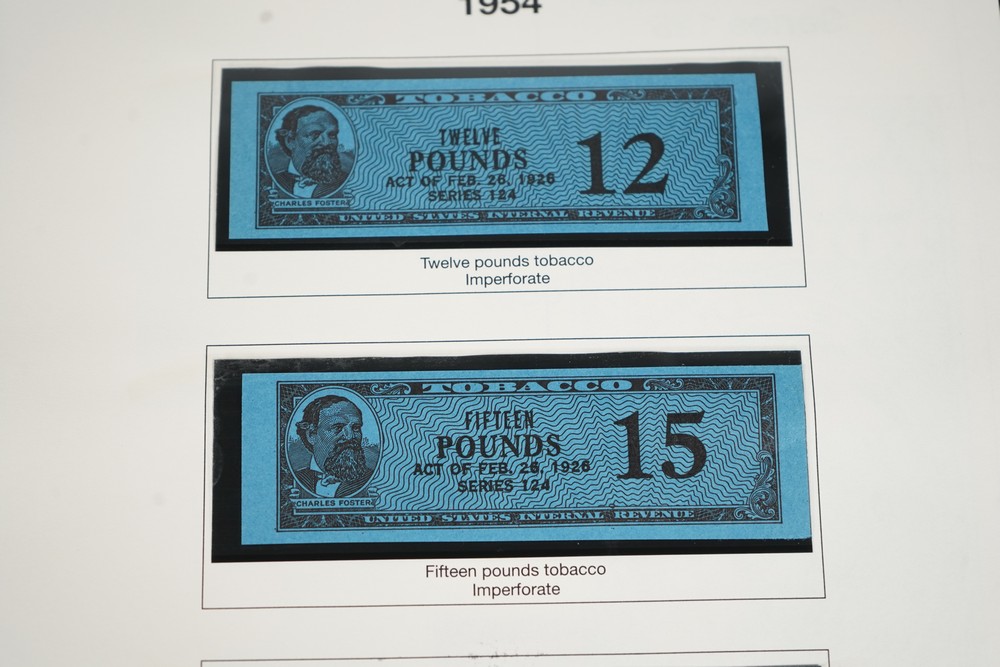 1954
TOBACCO
TWELVE
POUNDS
12
ACT OF FEB. 26, 1926
SERIES 124
CHARLES FOSTER
UNITED STATES INTERNAL REVENUE
Twelve pounds tobacco
Imperforate
TOBACCO
FIFTEEN
POUNDS
15
ACT OF FEB. 26, 1926
SERIES 124
CHARLES FOSTER
UNITED STATES INTERNAL REVENUE
Fifteen pounds tobacco
Imperforate